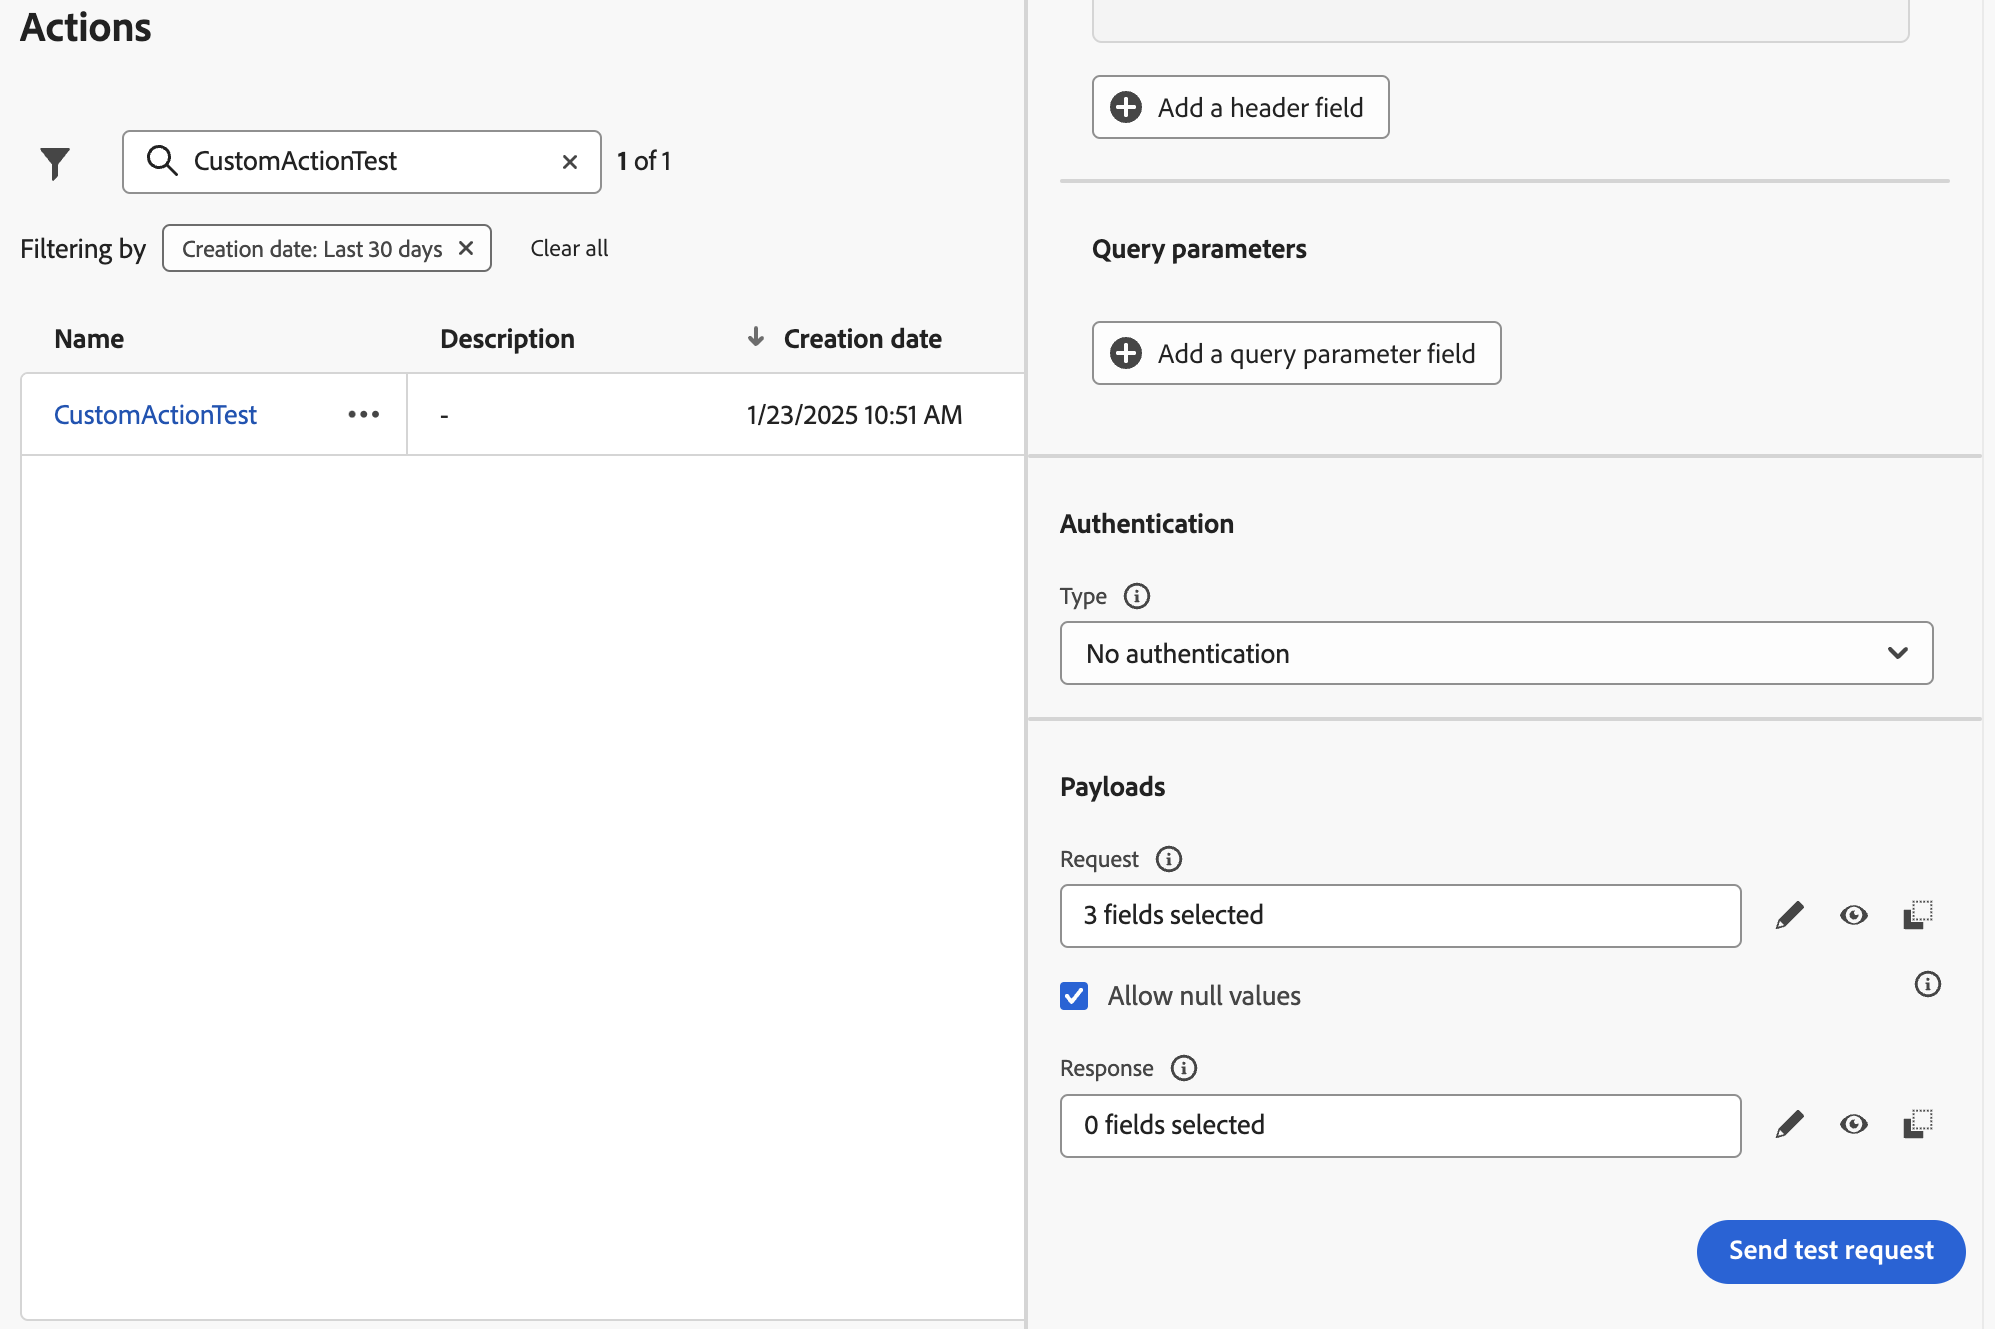 Actions
CustomActionTest
1 of 1
Filtering by
Creation date: Last 30 days
Clear all
Name
Description
Creation date
CustomActionTest
-
1/23/2025 10:51 AM
Add a header field
Query parameters
Add a query parameter field
Authentication
Type
No authentication
Payloads
Request
3 fields selected
Allow null values
Response
0 fields selected
Send test request